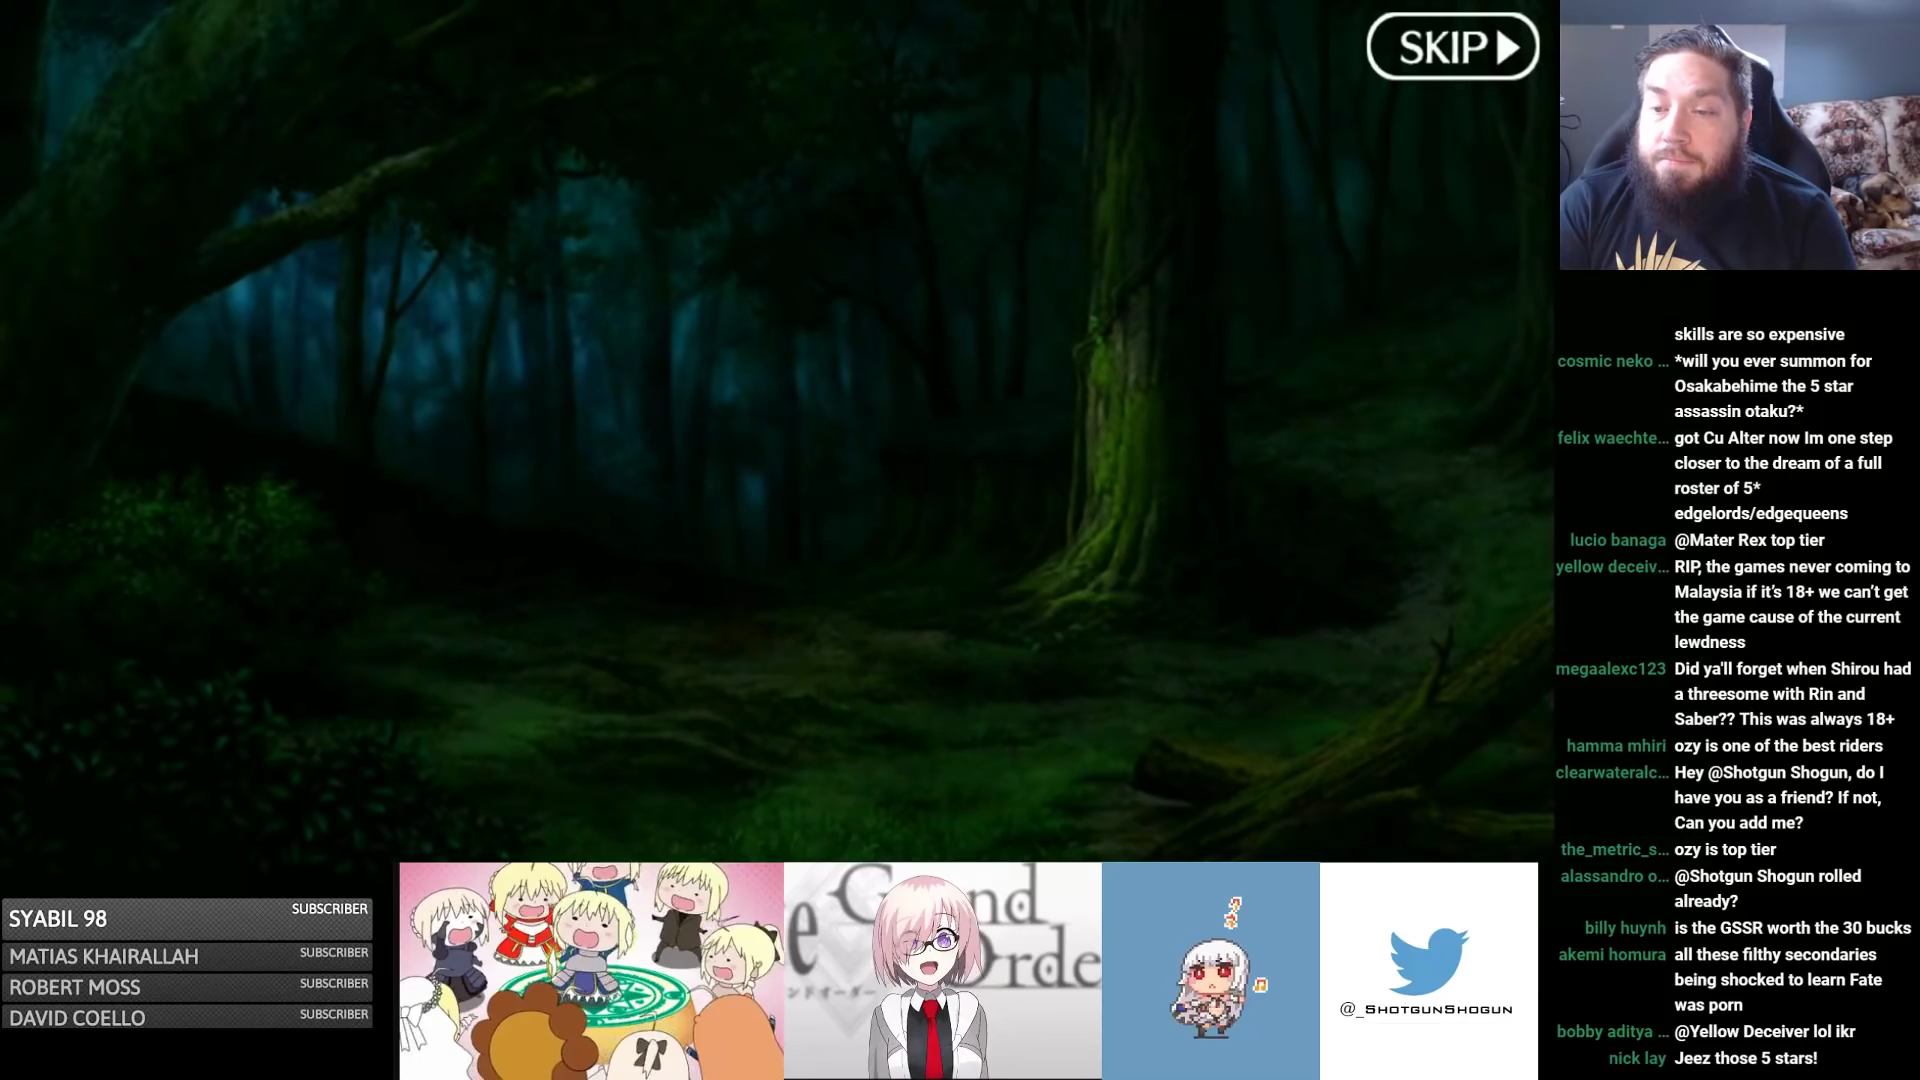 SKIP
skills are so expensive
cosmic neko ... *will you ever summon for
Osakabehime the 5 star
assassin otaku?*
felix waechte... got Cu Alter now Im one step
closer to the dream of a full
roster of 5*
edgelords/edgequeens
lucio banaga @Mater Rex top tier
yellow deceiv... RIP, the games never coming to
Malaysia if it’s 18+ we can’t get
the game cause of the current
lewdness
megaalexc123 Did ya'll forget when Shirou had
a threesome with Rin and
Saber?? This was always 18+
hamma mhiri ozy is one of the best riders
clearwateralc... Hey @Shotgun Shogun, do I
have you as a friend? If not,
Can you add me?
the_metric_s... ozy is top tier
alassandro o... @Shotgun Shogun rolled
already?
billy huynh is the GSSR worth the 30 bucks
akemi homura all these filthy secondaries
being shocked to learn Fate
was porn
bobby aditya ... @Yellow Deceiver lol ikr
nick lay Jeez those 5 stars!
SYABIL 98 SUBSCRIBER
MATIAS KHAIRALLAH SUBSCRIBER
ROBERT MOSS SUBSCRIBER
DAVID COELLO SUBSCRIBER
@_SHOTGUNSHOGUN